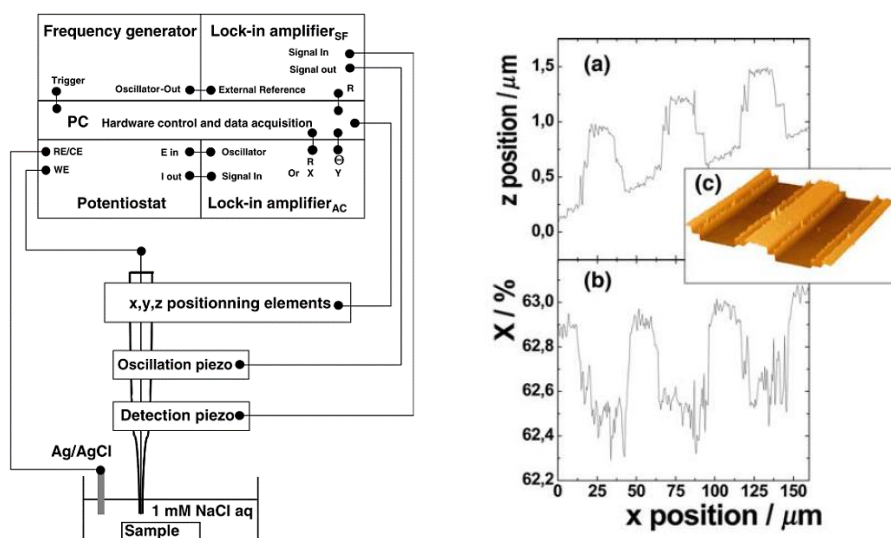 Frequency generator
Lock-in amplifierSF
Signal In
Signal out
Trigger
Oscillator-Out
External Reference
R
PC
Hardware control and data acquisition
RE/CE
E in
Oscillator
R
Θ
WE
I out
Signal In
Or
X
Y
Potentiostat
Lock-in amplifierAC
x,y,z positionning elements
Oscillation piezo
Detection piezo
Ag/AgCl
1 mM NaCl aq
Sample
(a)
z position / µm
1,5
1,0
0,5
0,0
(c)
(b)
X / %
63,0
62,8
62,6
62,4
62,2
0 25 50 75 100 125 150
x position / µm